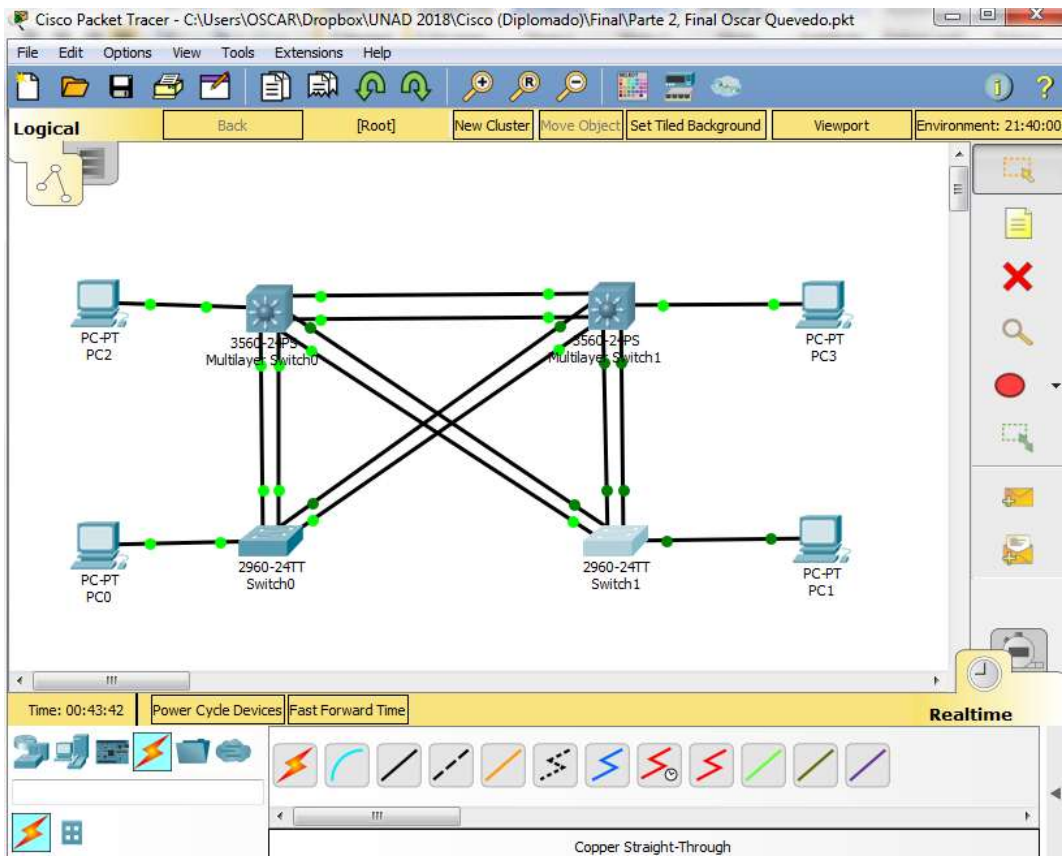 Cisco Packet Tracer - C:\Users\OSCAR\Dropbox\UNAD 2018\Cisco (Diplomado)\Final\Parte 2, Final Oscar Quevedo.pkt
File Edit Options View Tools Extensions Help
Logical Back [Root] New Cluster Move Object Set Tiled Background Viewport Environment: 21:40:00
PC-PT
PC2
3560-24PS
Multilayer Switch0
3560-24PS
Multilayer Switch1
PC-PT
PC3
PC-PT
PC0
2960-24TT
Switch0
2960-24TT
Switch1
PC-PT
PC1
Time: 00:43:42 Power Cycle Devices Fast Forward Time Realtime
Copper Straight-Through